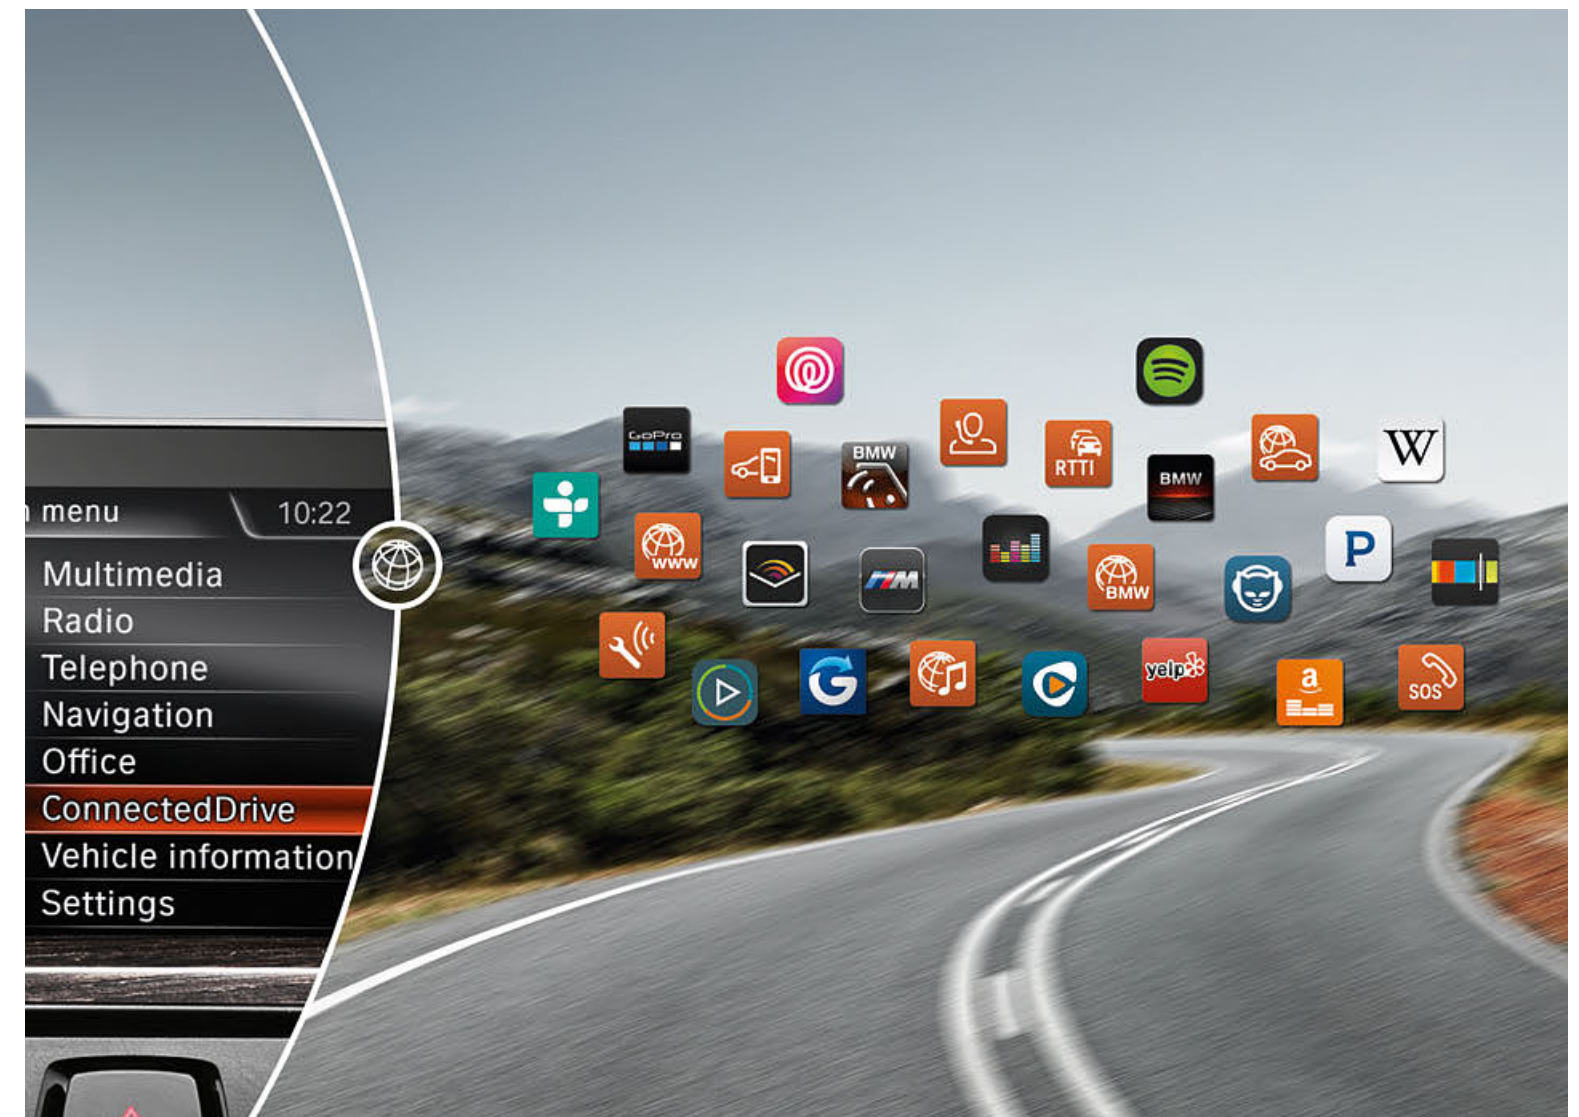 menu
10:22
Multimedia
Radio
Telephone
Navigation
Office
ConnectedDrive
Vehicle information
Settings
GoPro
BMW
RTTI
BMW
W
www
M
BMW
P
G
yelp
a
SOS